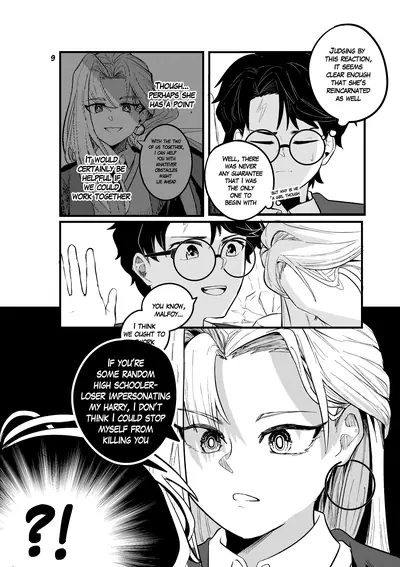 9
JUDGING BY
THIS REACTION,
IT SEEMS
CLEAR ENOUGH
THAT SHE'S
REINCARNATED
AS WELL
WELL, THERE
WAS NEVER
ANY GUARANTEE
THAT I WAS
THE ONLY
ONE TO
BEGIN WITH
BUT WHY IS HE
A GIRL THOUGH
THOUGH...
PERHAPS SHE
HAS A POINT
WITH THE TWO
OF US TOGETHER,
I CAN HELP
YOU WITH
WHATEVER
OBSTACLES
MIGHT
LIE AHEAD
IT WOULD
CERTAINLY BE
HELPFUL IF
WE COULD
WORK TOGETHER
YOU KNOW,
MALFOY...
I THINK
WE OUGHT TO
WORK
IF YOU'RE
SOME RANDOM
HIGH SCHOOLER-
LOSER IMPERSONATING
MY HARRY, I DON'T
THINK I COULD STOP
MYSELF FROM
KILLING YOU
?!